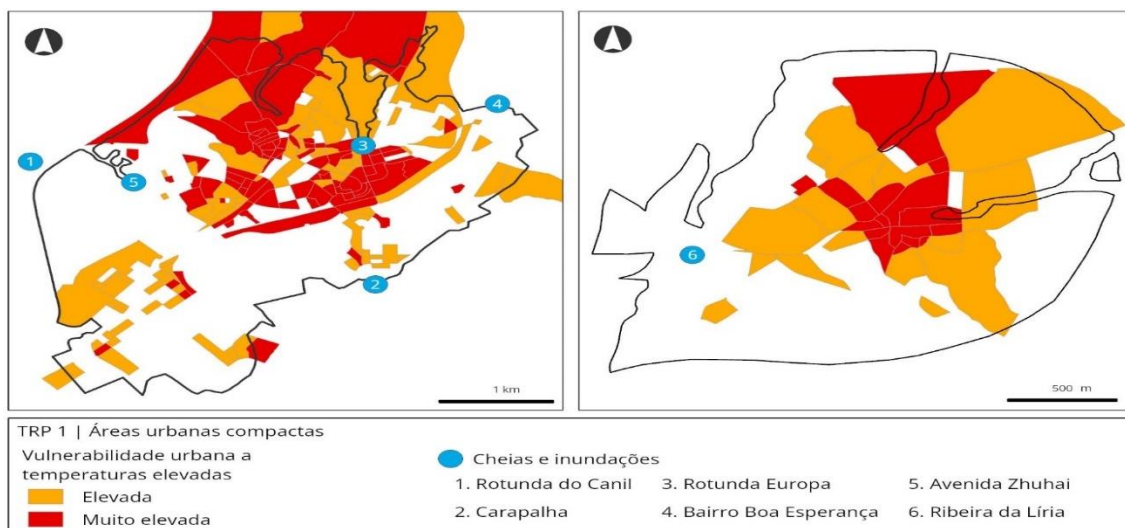 1
5
3
4
2
1 km
6
500 m
TRP 1 | Áreas urbanas compactas
Vulnerabilidade urbana a
temperaturas elevadas
Elevada
Muito elevada
Cheias e inundações
1. Rotunda do Canil
2. Carapalha
3. Rotunda Europa
4. Bairro Boa Esperança
5. Avenida Zhuhai
6. Ribeira da Líria